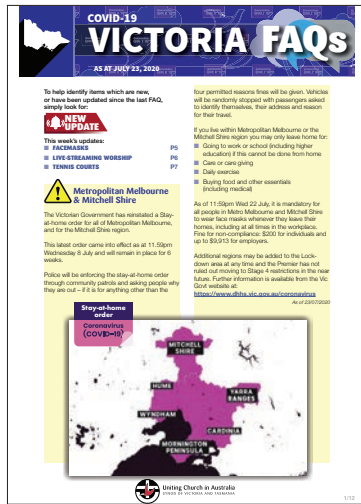 COVID-19
VICTORIA FAQs
AS AT JULY 23, 2020
To help identify items which are new,
or have been updated since the last FAQ,
simply look for:
NEW
UPDATE
This week's updates:
FACEMASKS P5
LIVE-STREAMING WORSHIP P6
TENNIS COURTS P7
Metropolitan Melbourne
& Mitchell Shire
The Victorian Government has reinstated a Stay-
at-home order for all of Metropolitan Melbourne,
and for the Mitchell Shire region.
This latest order came into effect as at 11.59pm
Wednesday 8 July and will remain in place for 6
weeks.
Police will be enforcing the stay-at-home order
through community patrols and asking people why
they are out – if it is for anything other than the
four permitted reasons fines will be given. Vehicles
will be randomly stopped with passengers asked
to identify themselves, their address and reason
for their travel.
If you live within Metropolitan Melbourne or the
Mitchell Shire region you may only leave home for:
Going to work or school (including higher
education) if this cannot be done from home
Care or care giving
Daily exercise
Buying food and other essentials
(including medical)
As of 11:59pm Wed 22 July, it is mandatory for
all people in Metro Melbourne and Mitchell Shire
to wear face masks whenever they leave their
homes, including at all times in the workplace.
Fine for non-compliance: $200 for individuals and
up to $9,913 for employers.
Additional regions may be added to the Lock-
down area at any time and the Premier has not
ruled out moving to Stage 4 restrictions in the near
future. Further information is available from the Vic
Govt website at:
https://www.dhhs.vic.gov.au/coronavirus
As of 23/07/2020
Stay-at-home
order
Coronavirus
(COVID-19)
MITCHELL
SHIRE
HUME
YARRA
RANGES
WYNDHAM
CARDINIA
MORNINGTON
PENINSULA
Uniting Church in Australia
SYNOD OF VICTORIA AND TASMANIA
1/12